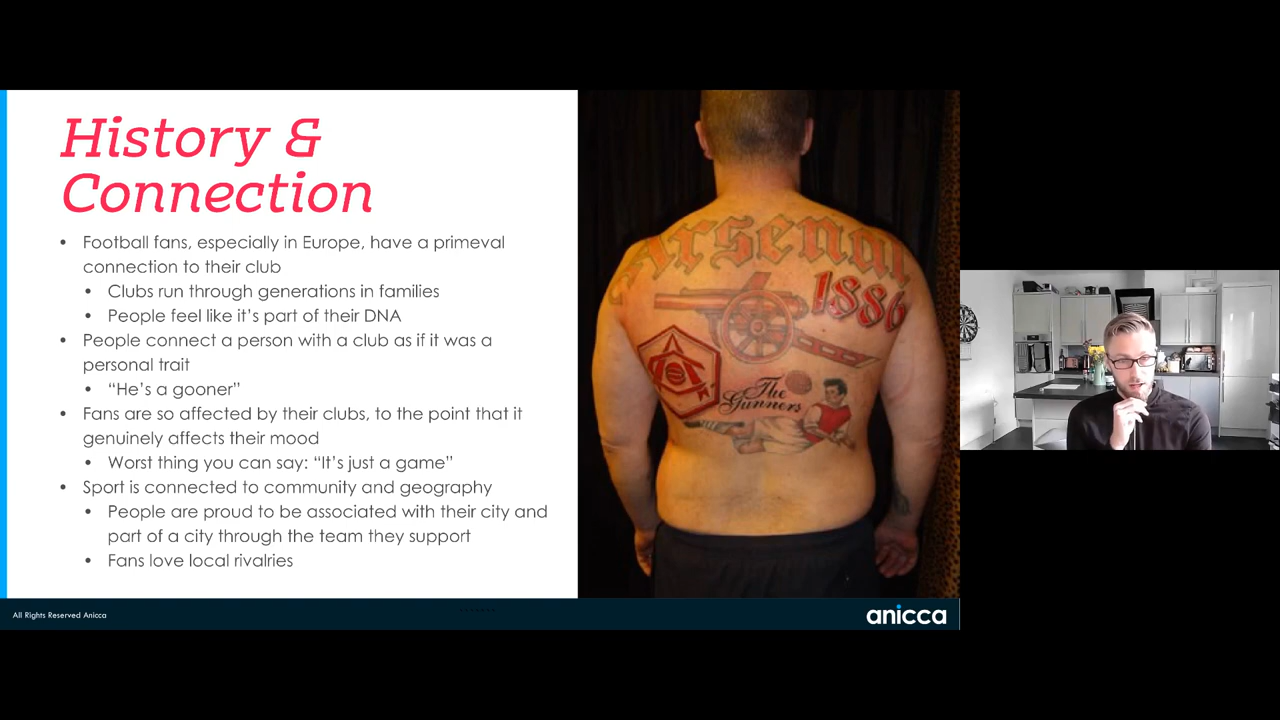 History &
Connection
• Football fans, especially in Europe, have a primeval
connection to their club
• Clubs run through generations in families
• People feel like it’s part of their DNA
• People connect a person with a club as if it was a
personal trait
• “He’s a gooner”
• Fans are so affected by their clubs, to the point that it
genuinely affects their mood
• Worst thing you can say: “It’s just a game”
• Sport is connected to community and geography
• People are proud to be associated with their city and
part of a city through the team they support
• Fans love local rivalries
Arsenal
1886
The
Gunners
All Rights Reserved Anicca
anicca